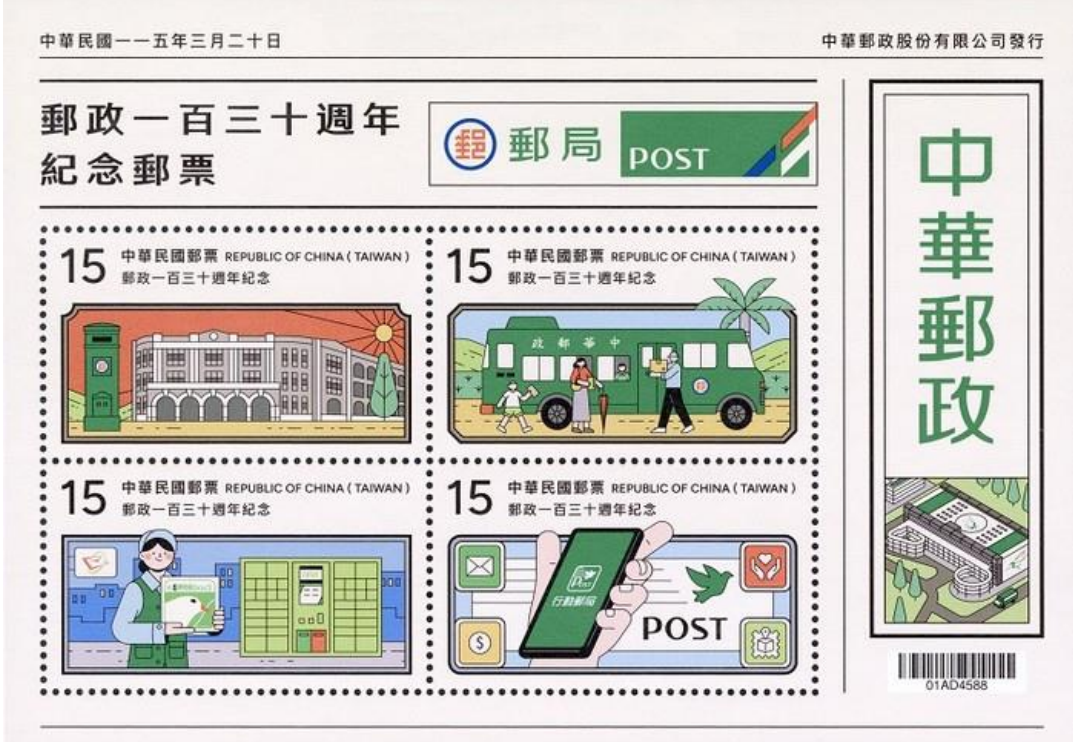 中華民國一一五年三月二十日
中華郵政股份有限公司發行
郵政一百三十週年
紀念郵票
郵 郵局 POST
15 中華民國郵票 REPUBLIC OF CHINA (TAIWAN)
郵政一百三十週年紀念
15 中華民國郵票 REPUBLIC OF CHINA (TAIWAN)
郵政一百三十週年紀念
政郵華中
15 中華民國郵票 REPUBLIC OF CHINA (TAIWAN)
郵政一百三十週年紀念
15 中華民國郵票 REPUBLIC OF CHINA (TAIWAN)
郵政一百三十週年紀念
行動郵局
POST
中華郵政
01AD4588